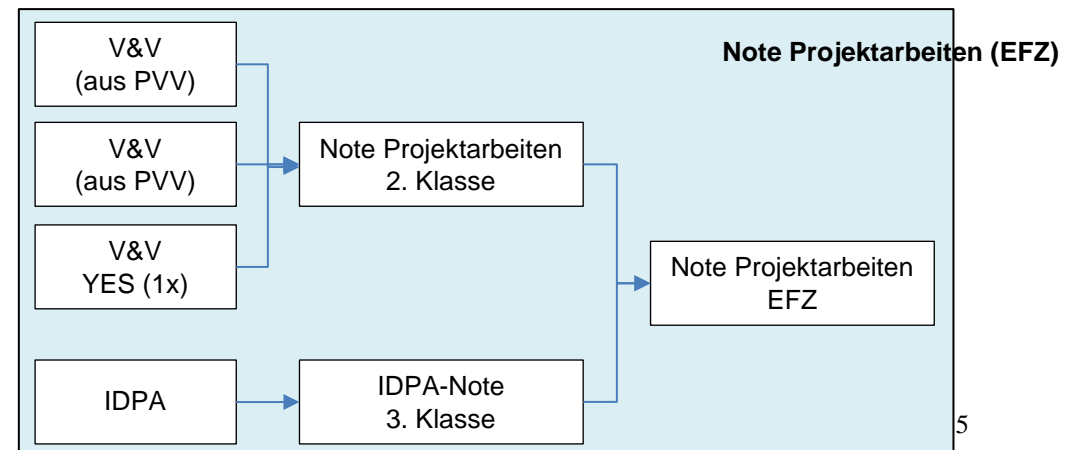 Note Projektarbeiten (EFZ)
V&V
(aus PVV)
V&V
(aus PVV)
V&V
YES (1x)
Note Projektarbeiten
2. Klasse
Note Projektarbeiten
EFZ
IDPA
IDPA-Note
3. Klasse
5